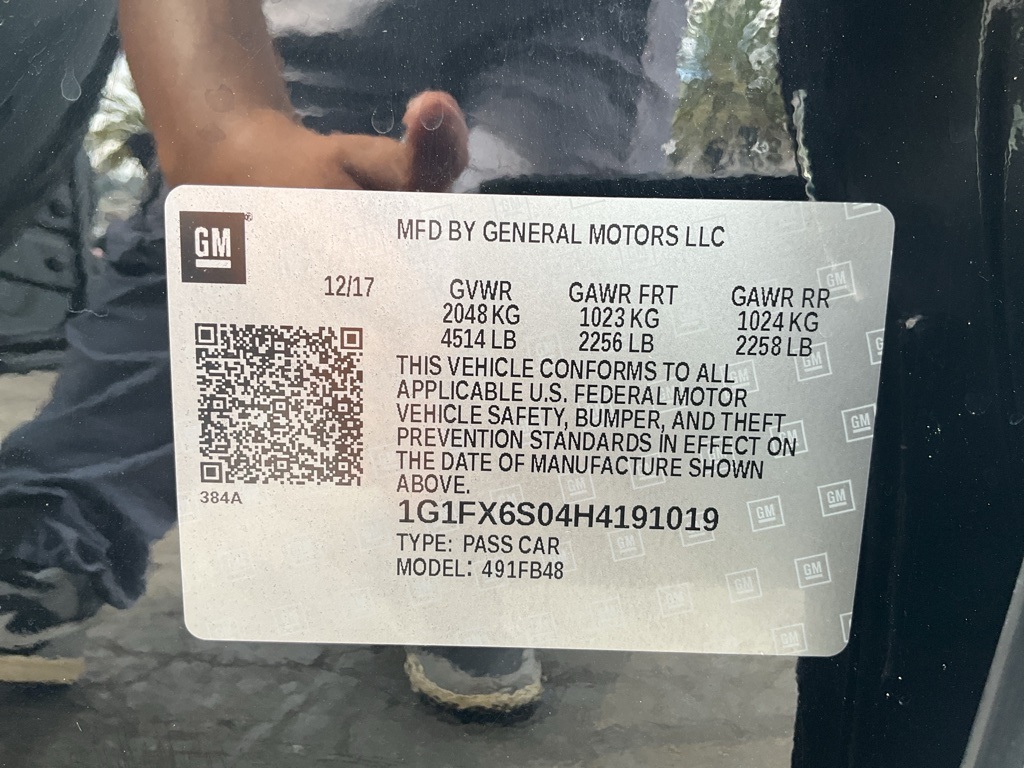 GM
MFD BY GENERAL MOTORS LLC
12/17
GVWR GAWR FRT GAWR RR
2048 KG 1023 KG 1024 KG
4514 LB 2256 LB 2258 LB
THIS VEHICLE CONFORMS TO ALL
APPLICABLE U.S. FEDERAL MOTOR
VEHICLE SAFETY, BUMPER, AND THEFT
PREVENTION STANDARDS IN EFFECT ON
THE DATE OF MANUFACTURE SHOWN
ABOVE.
384A
1G1FX6S04H4191019
TYPE: PASS CAR
MODEL: 491FB48